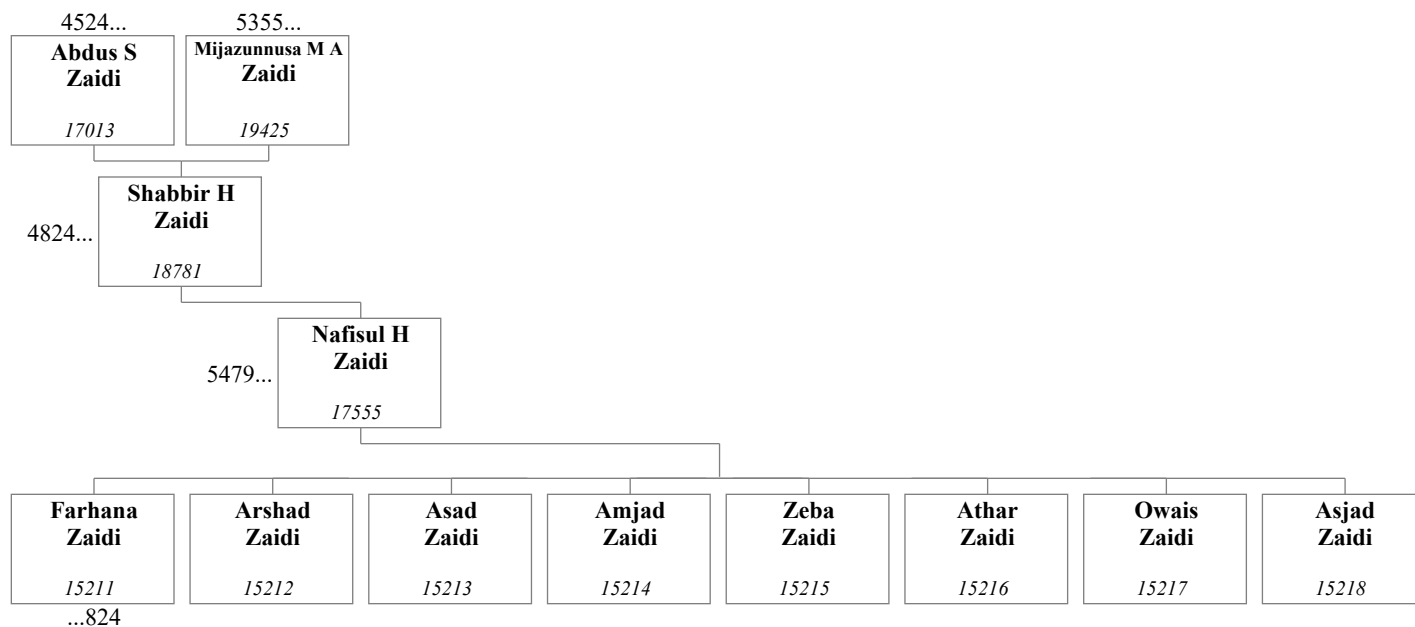 4524...
5355...
Abdus S
Zaidi
17013
Mijazunnusa M A
Zaidi
19425
Shabbir H
Zaidi
4824...
18781
Nafisul H
Zaidi
5479...
17555
Farhana
Zaidi
15211
Arshad
Zaidi
15212
Asad
Zaidi
15213
Amjad
Zaidi
15214
Zeba
Zaidi
15215
Athar
Zaidi
15216
Owais
Zaidi
15217
Asjad
Zaidi
15218
...824